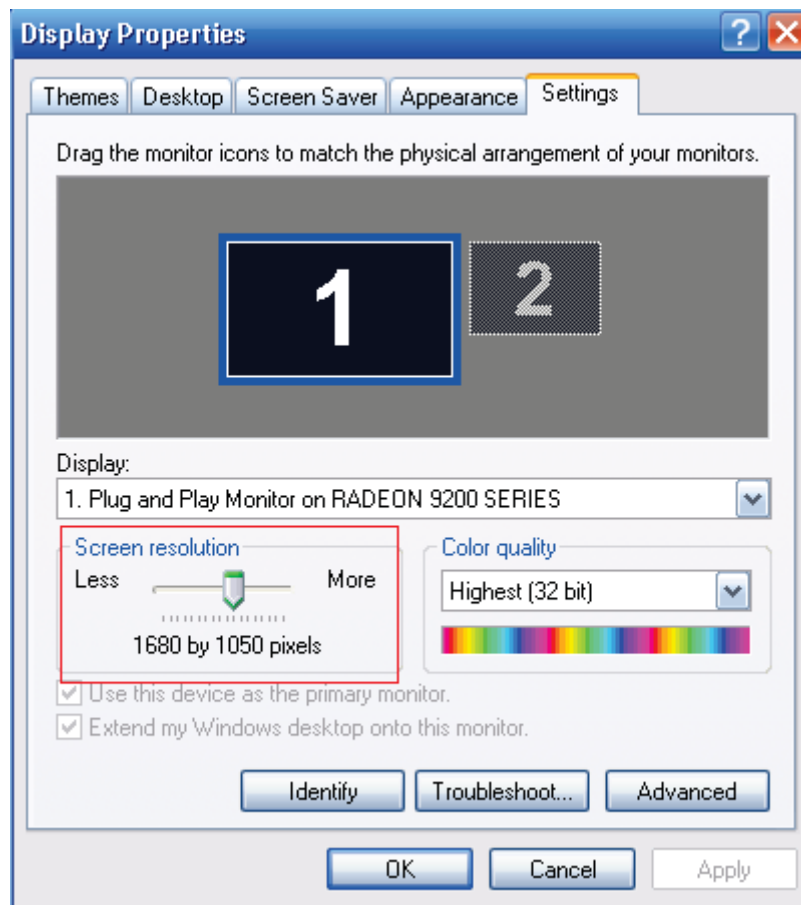 Display Properties
Themes Desktop Screen Saver Appearance Settings
Drag the monitor icons to match the physical arrangement of your monitors.
1 2
Display:
1. Plug and Play Monitor on RADEON 9200 SERIES
Screen resolution Color quality
Less More Highest (32 bit)
1680 by 1050 pixels
Use this device as the primary monitor.
Extend my Windows desktop onto this monitor.
Identify Troubleshoot... Advanced
OK Cancel Apply